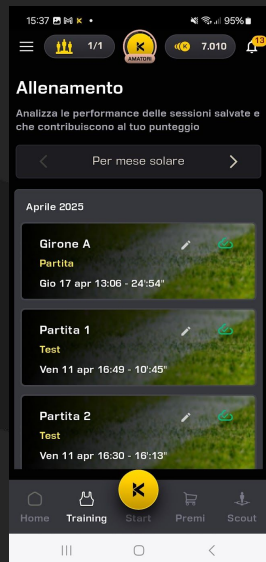 15:37
95%
1/1
K
AMATORI
7.010
13
Allenamento
Analizza le performance delle sessioni salvate e
che contribuiscono al tuo punteggio
Per mese solare
Aprile 2025
Girone A
Partita
Gio 17 apr 13:06 - 24'54"
Partita 1
Test
Ven 11 apr 16:49 - 10'45"
Partita 2
Test
Ven 11 apr 16:30 - 16'13"
K
Home Training Start Premi Scout